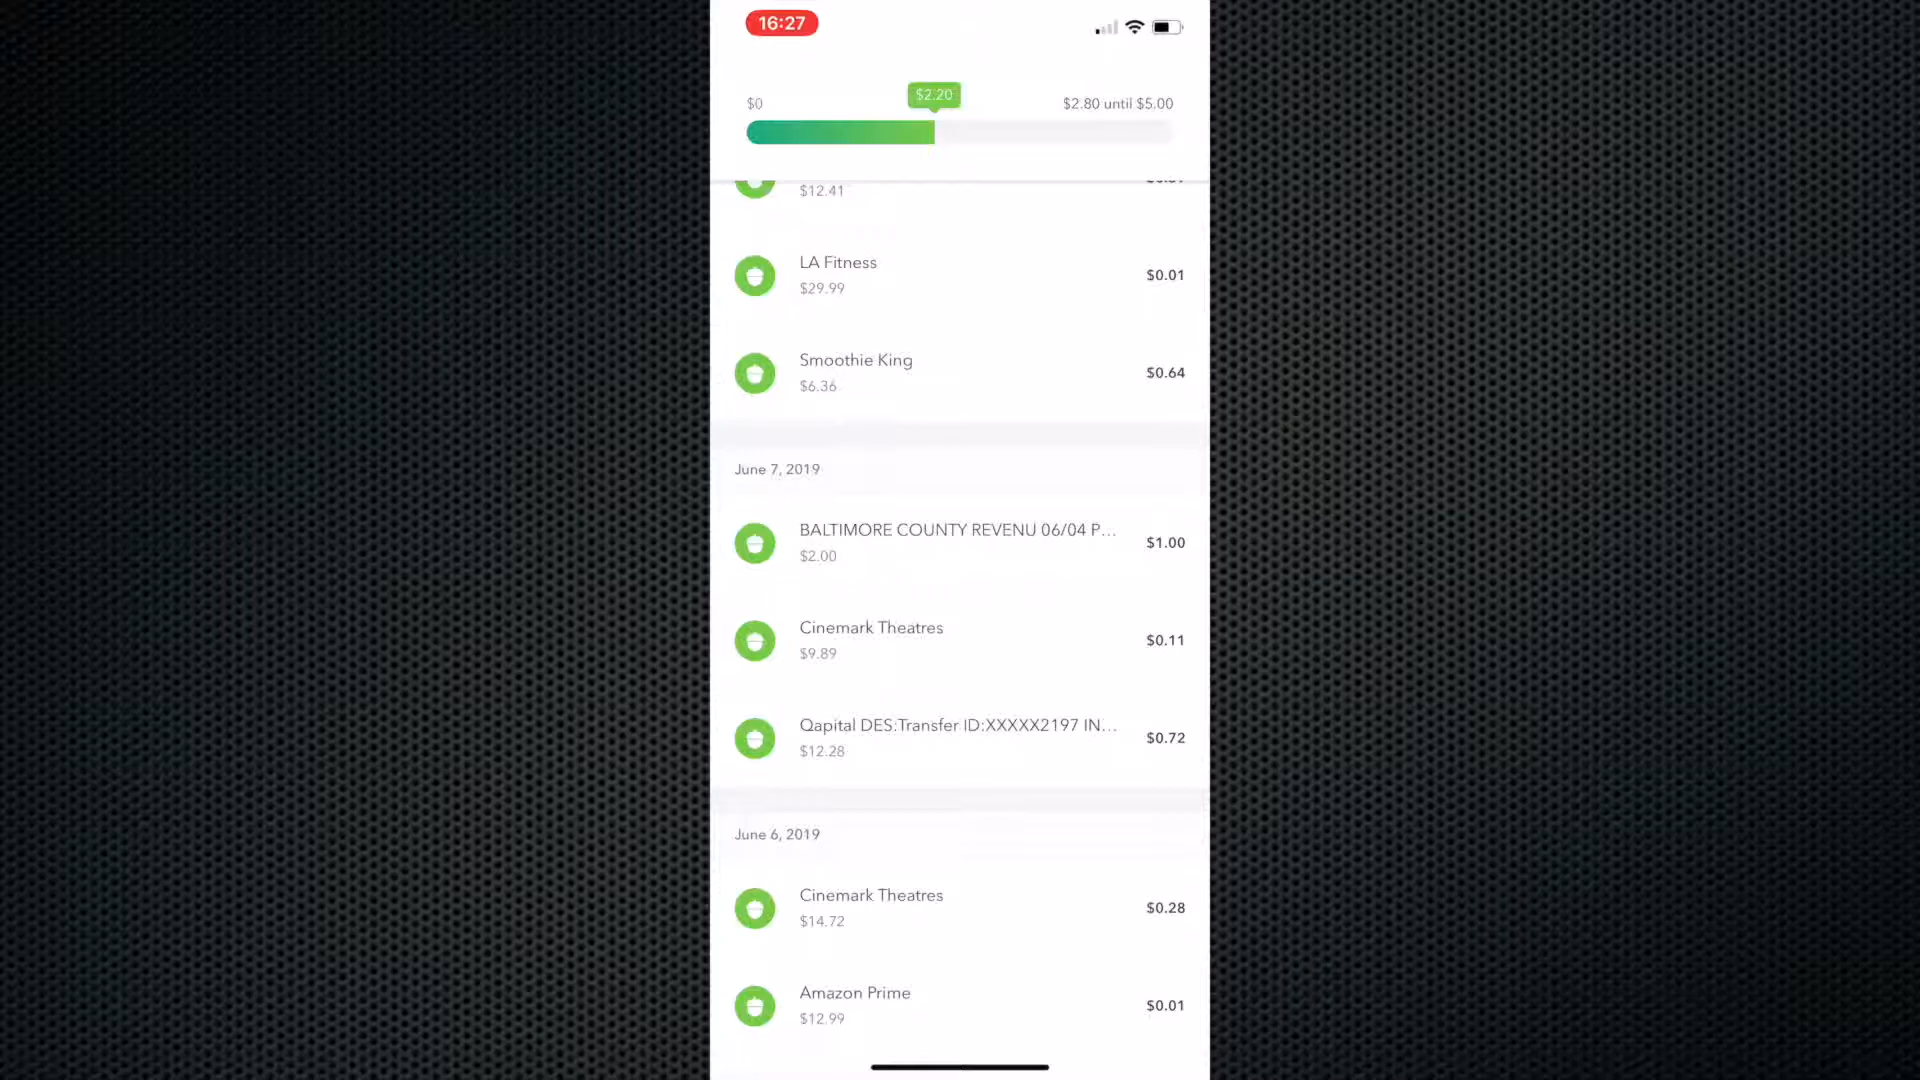 16:27
$2.20
$0
$2.80 until $5.00
$12.41
LA Fitness
$0.01
$29.99
Smoothie King
$0.64
$6.36
June 7, 2019
BALTIMORE COUNTY REVENU 06/04 P...
$1.00
$2.00
Cinemark Theatres
$0.11
$9.89
Qapital DES:Transfer ID:XXXXX2197 IN...
$0.72
$12.28
June 6, 2019
Cinemark Theatres
$0.28
$14.72
Amazon Prime
$0.01
$12.99